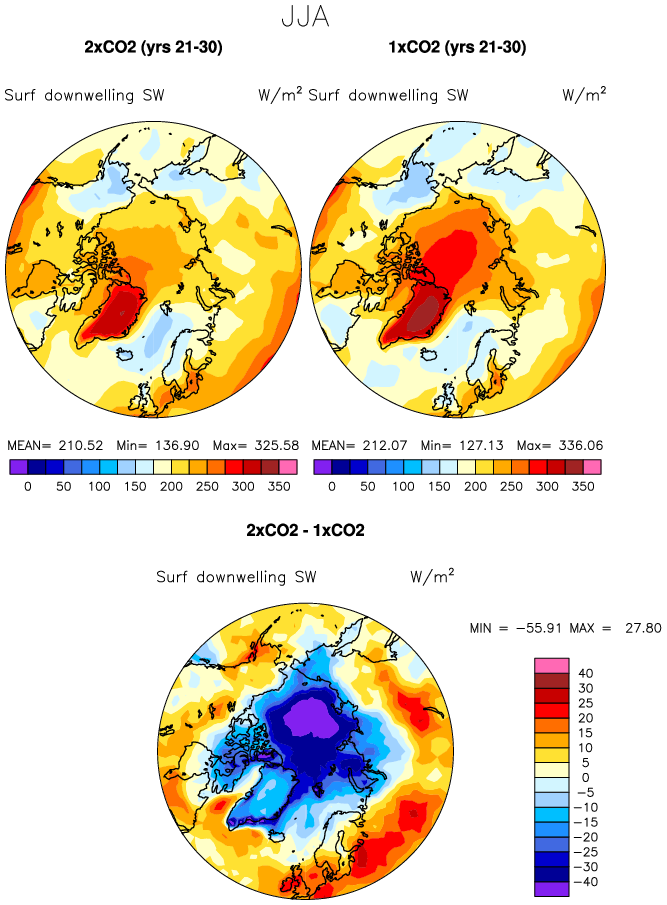 JJA
2xCO2 (yrs 21-30) 1xCO2 (yrs 21-30)
Surf downwelling SW W/m² Surf downwelling SW W/m²
MEAN= 210.52 Min= 136.90 Max= 325.58 MEAN= 212.07 Min= 127.13 Max= 336.06
0 50 100 150 200 250 300 350 0 50 100 150 200 250 300 350
2xCO2 - 1xCO2
Surf downwelling SW W/m²
MIN = −55.91 MAX = 27.80
40
30
25
20
15
10
5
0
−5
−10
−15
−20
−25
−30
−40